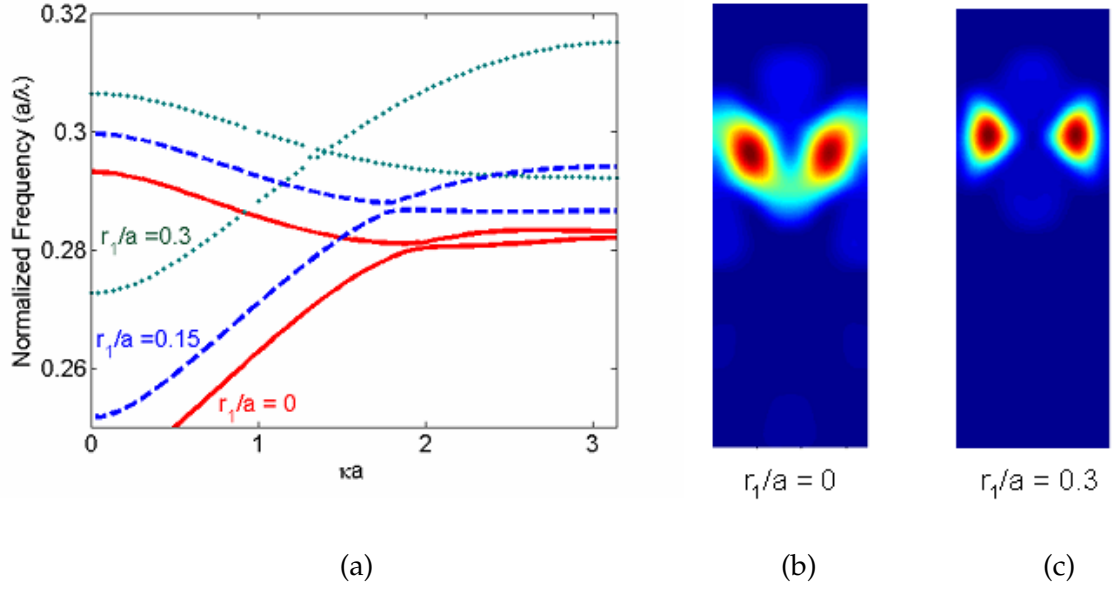 0.32
0.3
0.28
0.26
Normalized Frequency (a/λ)
r₁/a =0.3
r₁/a =0.15
r₁/a = 0
0 1 2 3
κa
r₁/a = 0
r₁/a = 0.3
(a) (b) (c)